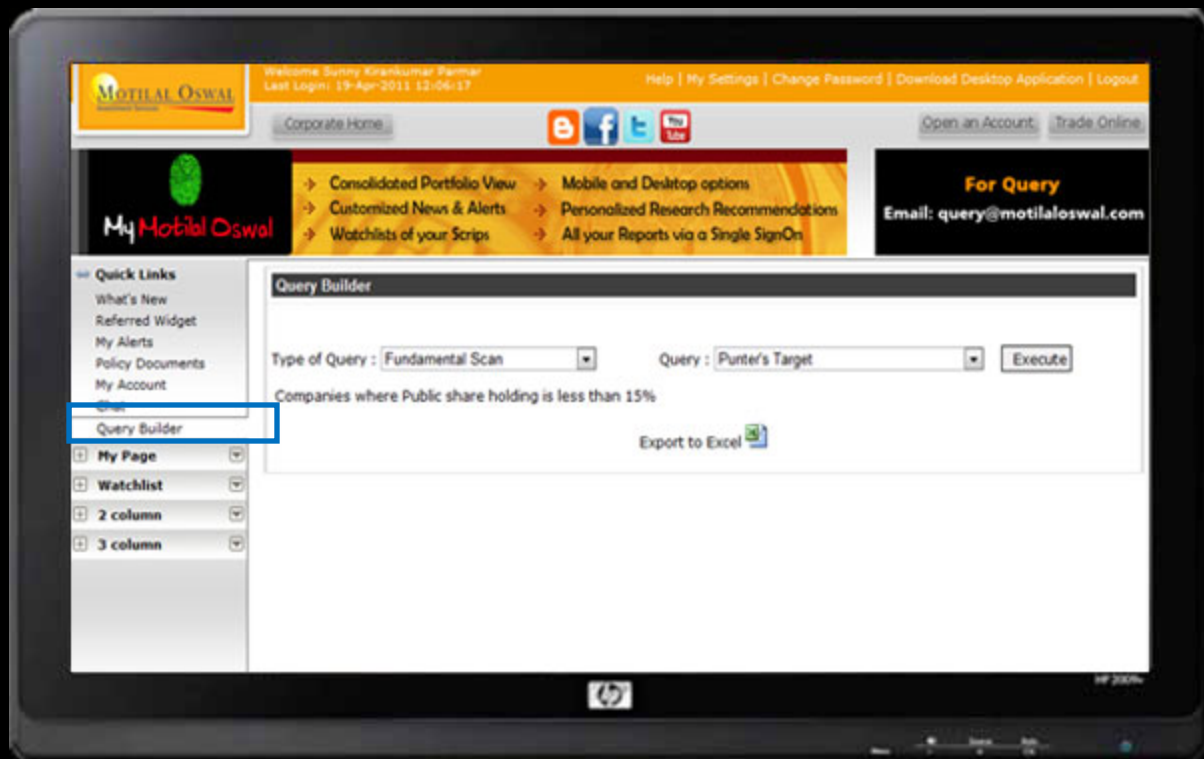 MOTILAL OSWAL
Welcome Sunny Kirankumar Parmar
Last Login: 19-Apr-2011 12:06:17
Help | My Settings | Change Password | Download Desktop Application | Logout
Corporate Home
You
Tube
Open an Account
Trade Online
My Motilal Oswal
Consolidated Portfolio View
Customized News & Alerts
Watchlists of your Scrips
Mobile and Desktop options
Personalized Research Recommendations
All your Reports via a Single SignOn
For Query
Email: query@motilaloswal.com
Quick Links
What's New
Referred Widget
My Alerts
Policy Documents
My Account
Chat
Query Builder
My Page
Watchlist
2 column
3 column
Query Builder
Type of Query : Fundamental Scan
Query : Punter's Target
Execute
Companies where Public share holding is less than 15%
Export to Excel
hp